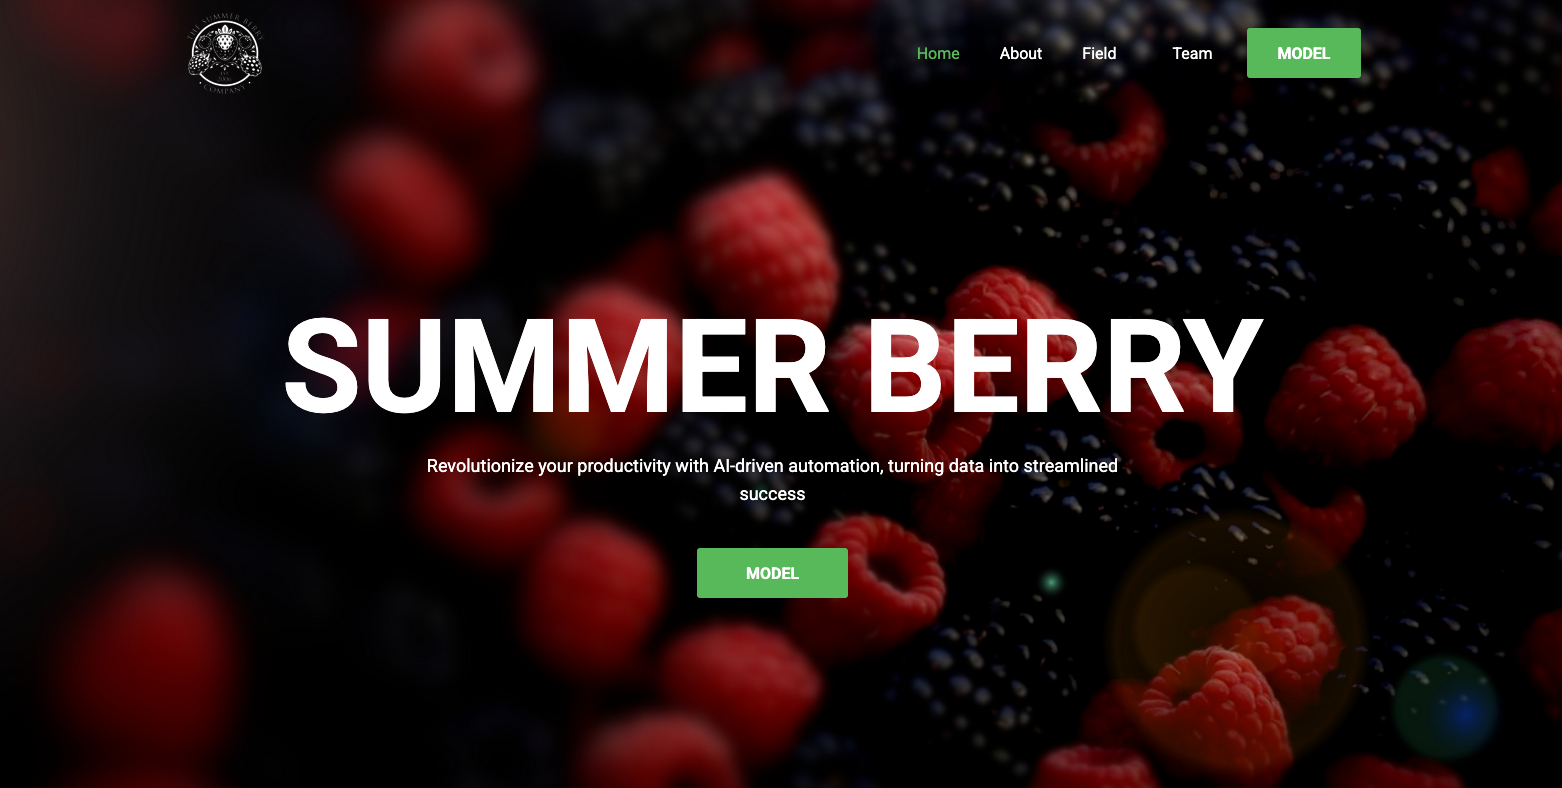 THE SUMMER BERRY
COMPANY
Home
About
Field
Team
MODEL
SUMMER BERRY
Revolutionize your productivity with AI-driven automation, turning data into streamlined
success
MODEL